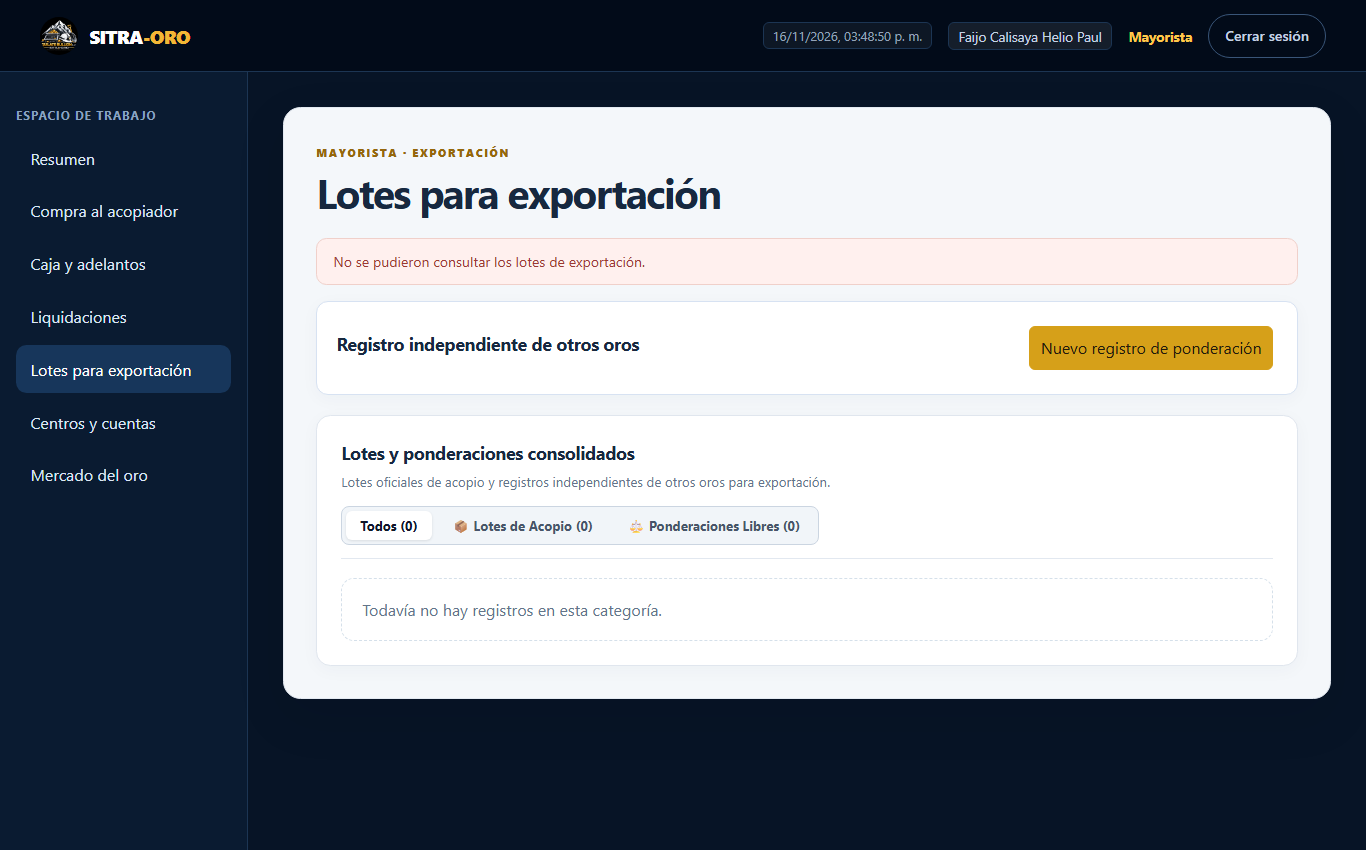 SITRA-ORO
16/11/2026, 03:48:50 p. m.
Faijo Calisaya Helio Paul
Mayorista
Cerrar sesión
ESPACIO DE TRABAJO
Resumen
Compra al acopiador
Caja y adelantos
Liquidaciones
Lotes para exportación
Centros y cuentas
Mercado del oro
MAYORISTA · EXPORTACIÓN
Lotes para exportación
No se pudieron consultar los lotes de exportación.
Registro independiente de otros oros
Nuevo registro de ponderación
Lotes y ponderaciones consolidados
Lotes oficiales de acopio y registros independientes de otros oros para exportación.
Todos (0)
Lotes de Acopio (0)
Ponderaciones Libres (0)
Todavía no hay registros en esta categoría.